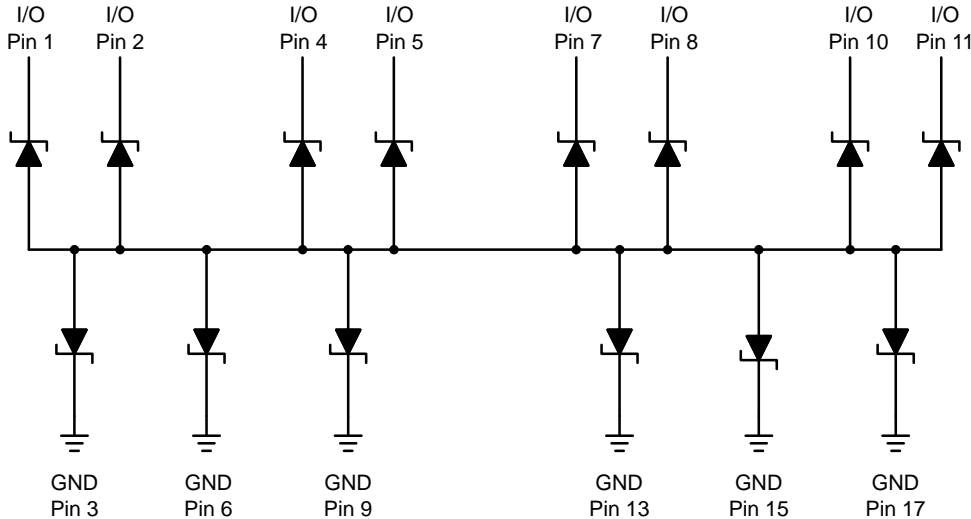 I/O I/O I/O I/O I/O I/O I/O I/O
Pin 1 Pin 2 Pin 4 Pin 5 Pin 7 Pin 8 Pin 10 Pin 11
GND GND GND GND GND GND
Pin 3 Pin 6 Pin 9 Pin 13 Pin 15 Pin 17